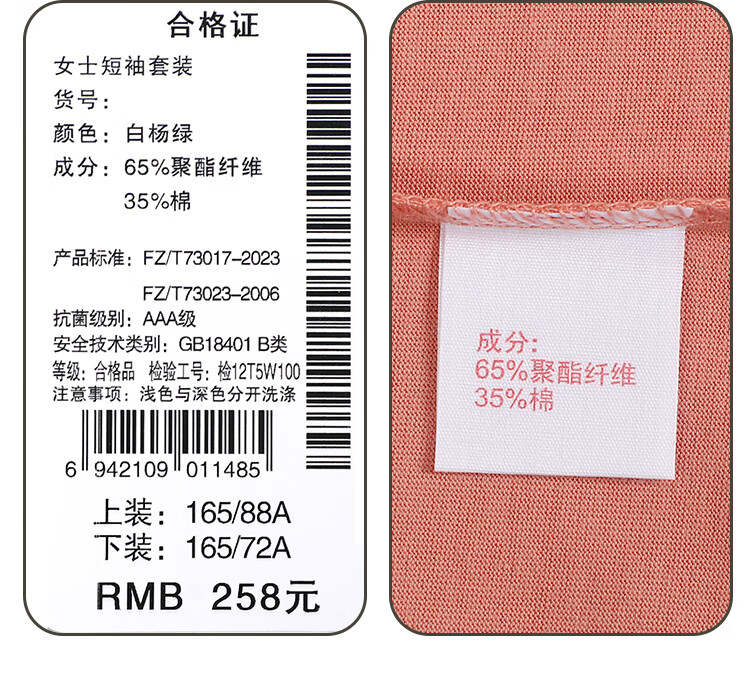 合格证
女士短袖套装
货号：
颜色：白杨绿
成分：65%聚酯纤维
35%棉
产品标准：FZ/T73017-2023
FZ/T73023-2006
抗菌级别：AAA级
安全技术类别：GB18401 B类
等级：合格品 检验工号：检12T5W100
注意事项：浅色与深色分开洗涤
6 942109 011485
上装：165/88A
下装：165/72A
RMB 258元
成分：
65%聚酯纤维
35%棉